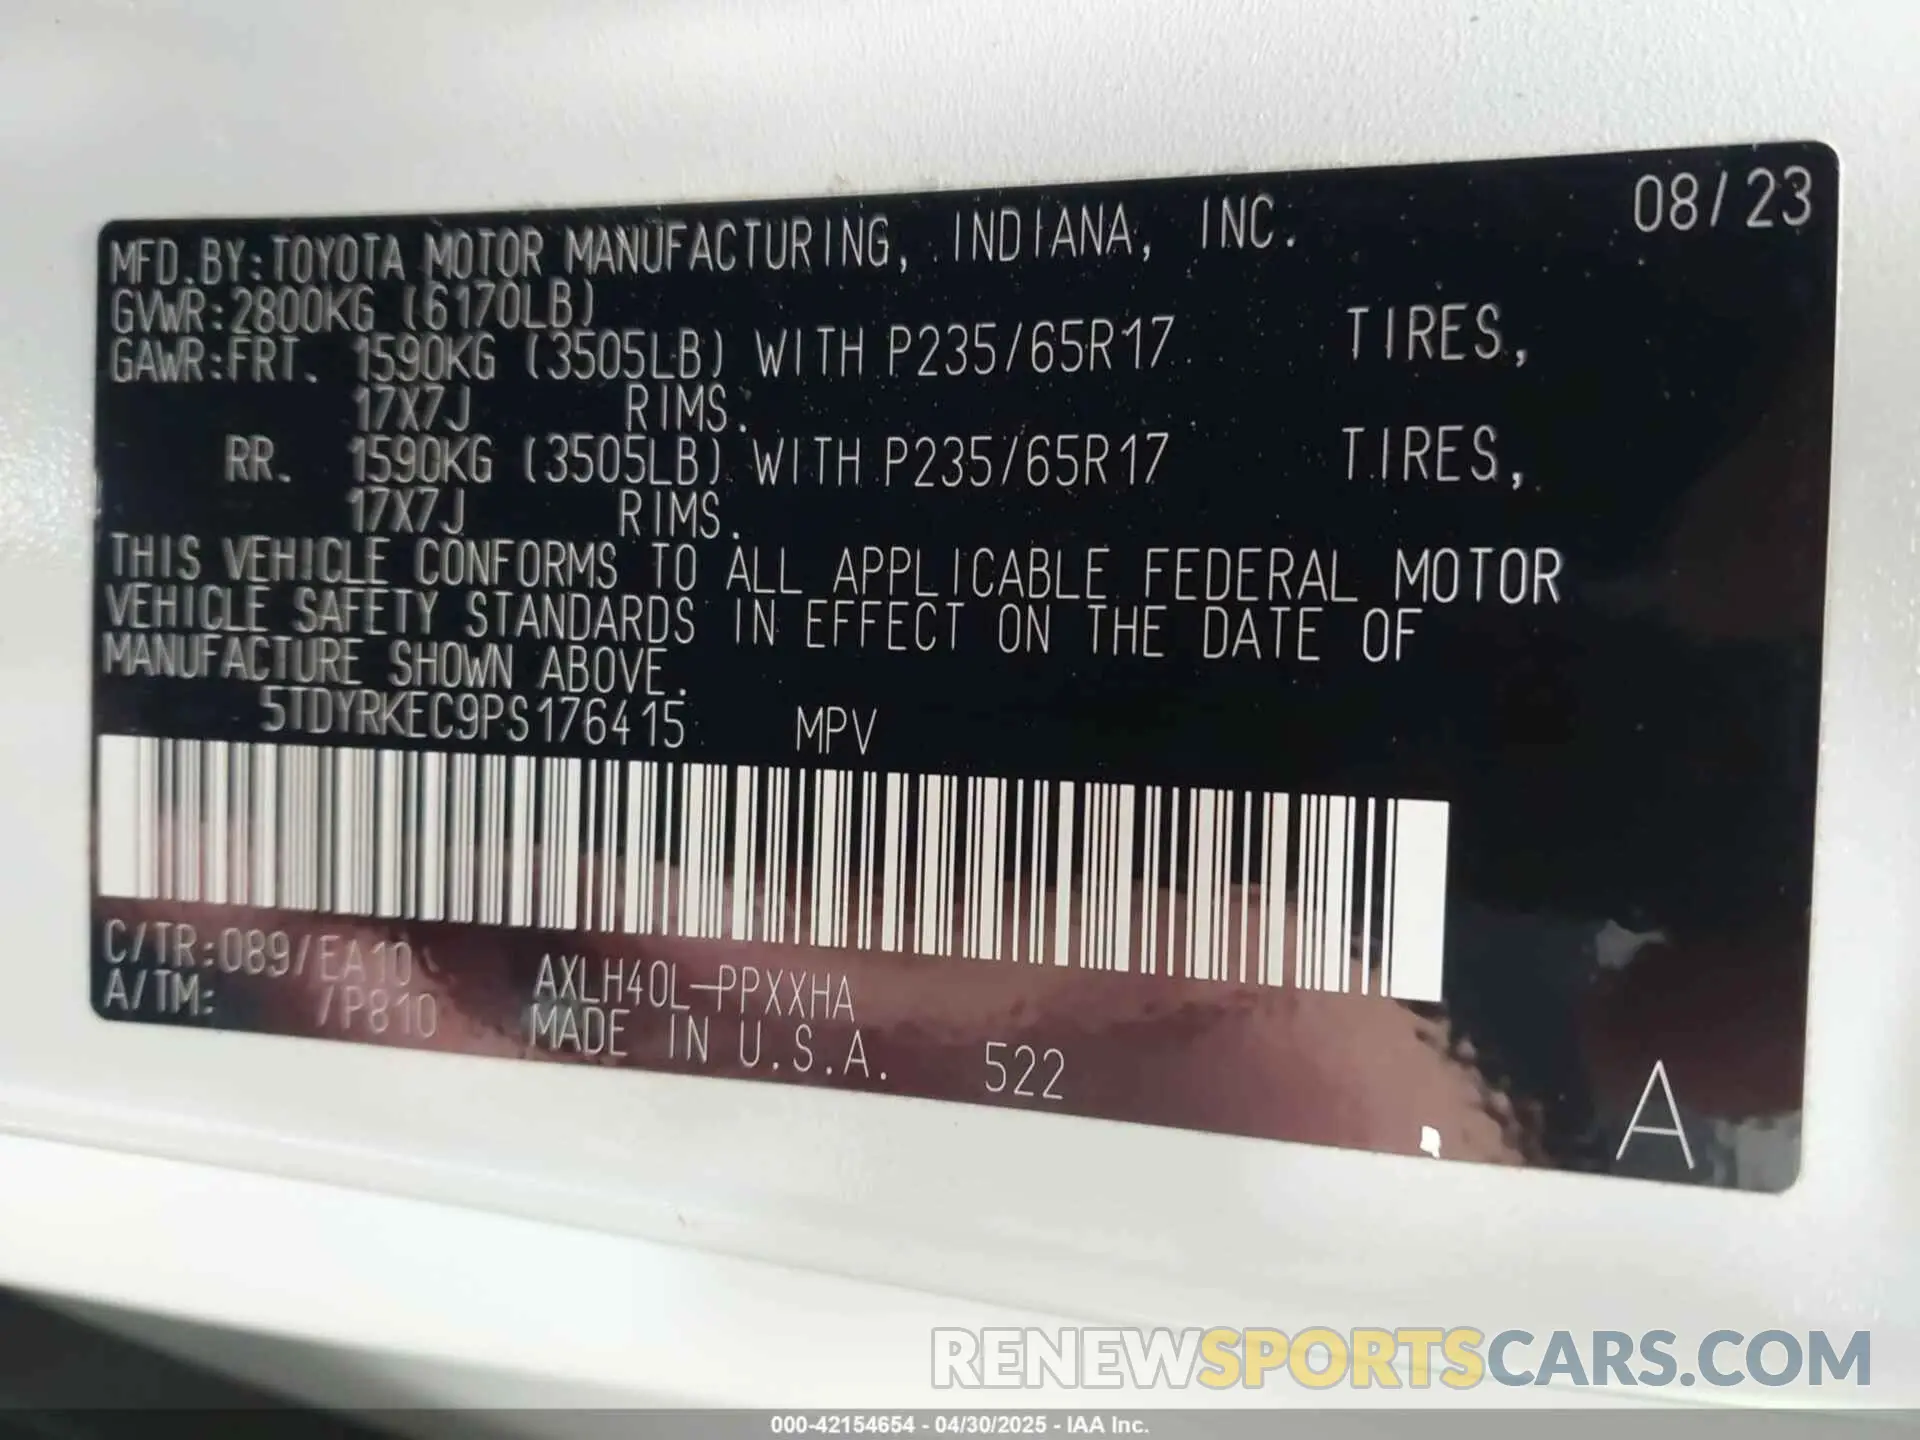 08/23
MFD.BY:TOYOTA MOTOR MANUFACTURING, INDIANA, INC.
GVWR:2800KG (6170LB)
GAWR:FRT. 1590KG (3505LB) WITH P235/65R17 TIRES,
17X7J RIMS.
RR. 1590KG (3505LB) WITH P235/65R17 TIRES,
17X7J RIMS.
THIS VEHICLE CONFORMS TO ALL APPLICABLE FEDERAL MOTOR
VEHICLE SAFETY STANDARDS IN EFFECT ON THE DATE OF
MANUFACTURE SHOWN ABOVE.
5TDYRKEC9PS176415 MPV
C/TR:089/EA10 AXLH40L-PPXXHA
A/TM: /P810 MADE IN U.S.A. 522
A
RENEWSPORTSCARS.COM
000-42154654 - 04/30/2025 - IAA Inc.